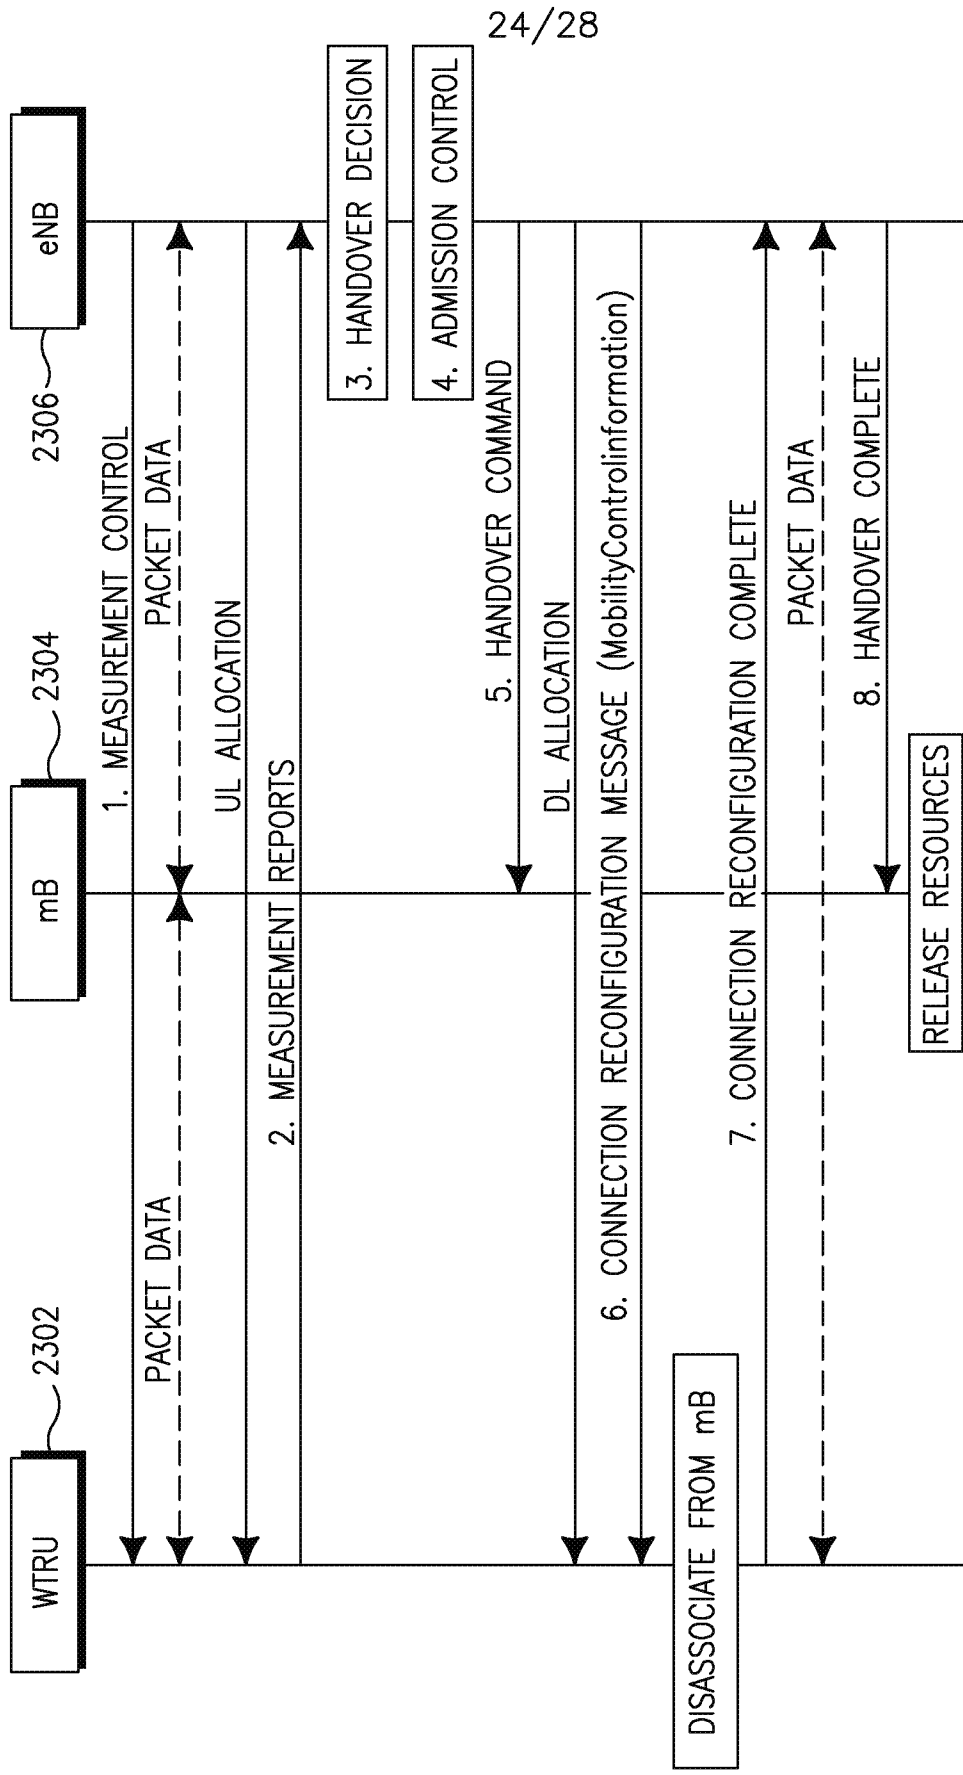 24/28
WTRU
2302
mB
2304
eNB
2306
1. MEASUREMENT CONTROL
PACKET DATA
PACKET DATA
UL ALLOCATION
2. MEASUREMENT REPORTS
3. HANDOVER DECISION
4. ADMISSION CONTROL
5. HANDOVER COMMAND
DL ALLOCATION
6. CONNECTION RECONFIGURATION MESSAGE (MobilityControlinformation)
DISASSOCIATE FROM mB
7. CONNECTION RECONFIGURATION COMPLETE
PACKET DATA
8. HANDOVER COMPLETE
RELEASE RESOURCES